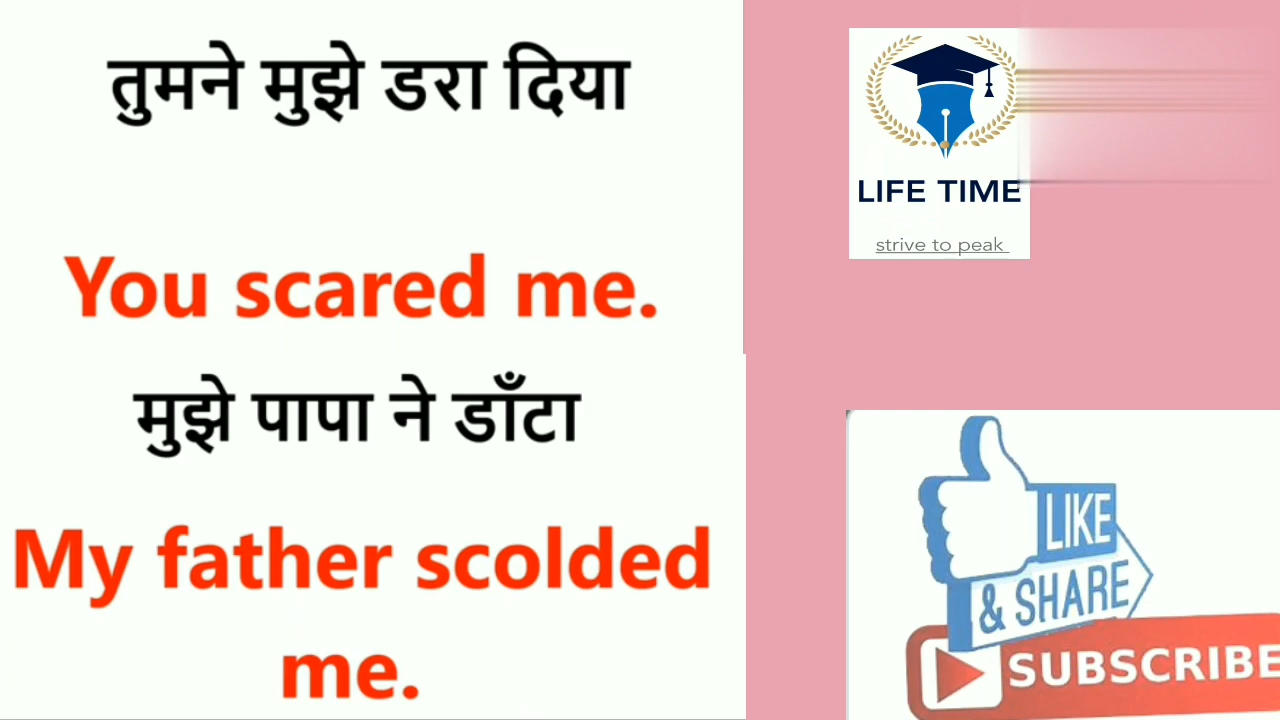 तुमने मुझे डरा दिया
You scared me.
मुझे पापा ने डाँटा
My father scolded
me.
LIFE TIME
strive to peak
LIKE
& SHARE
SUBSCRIBE